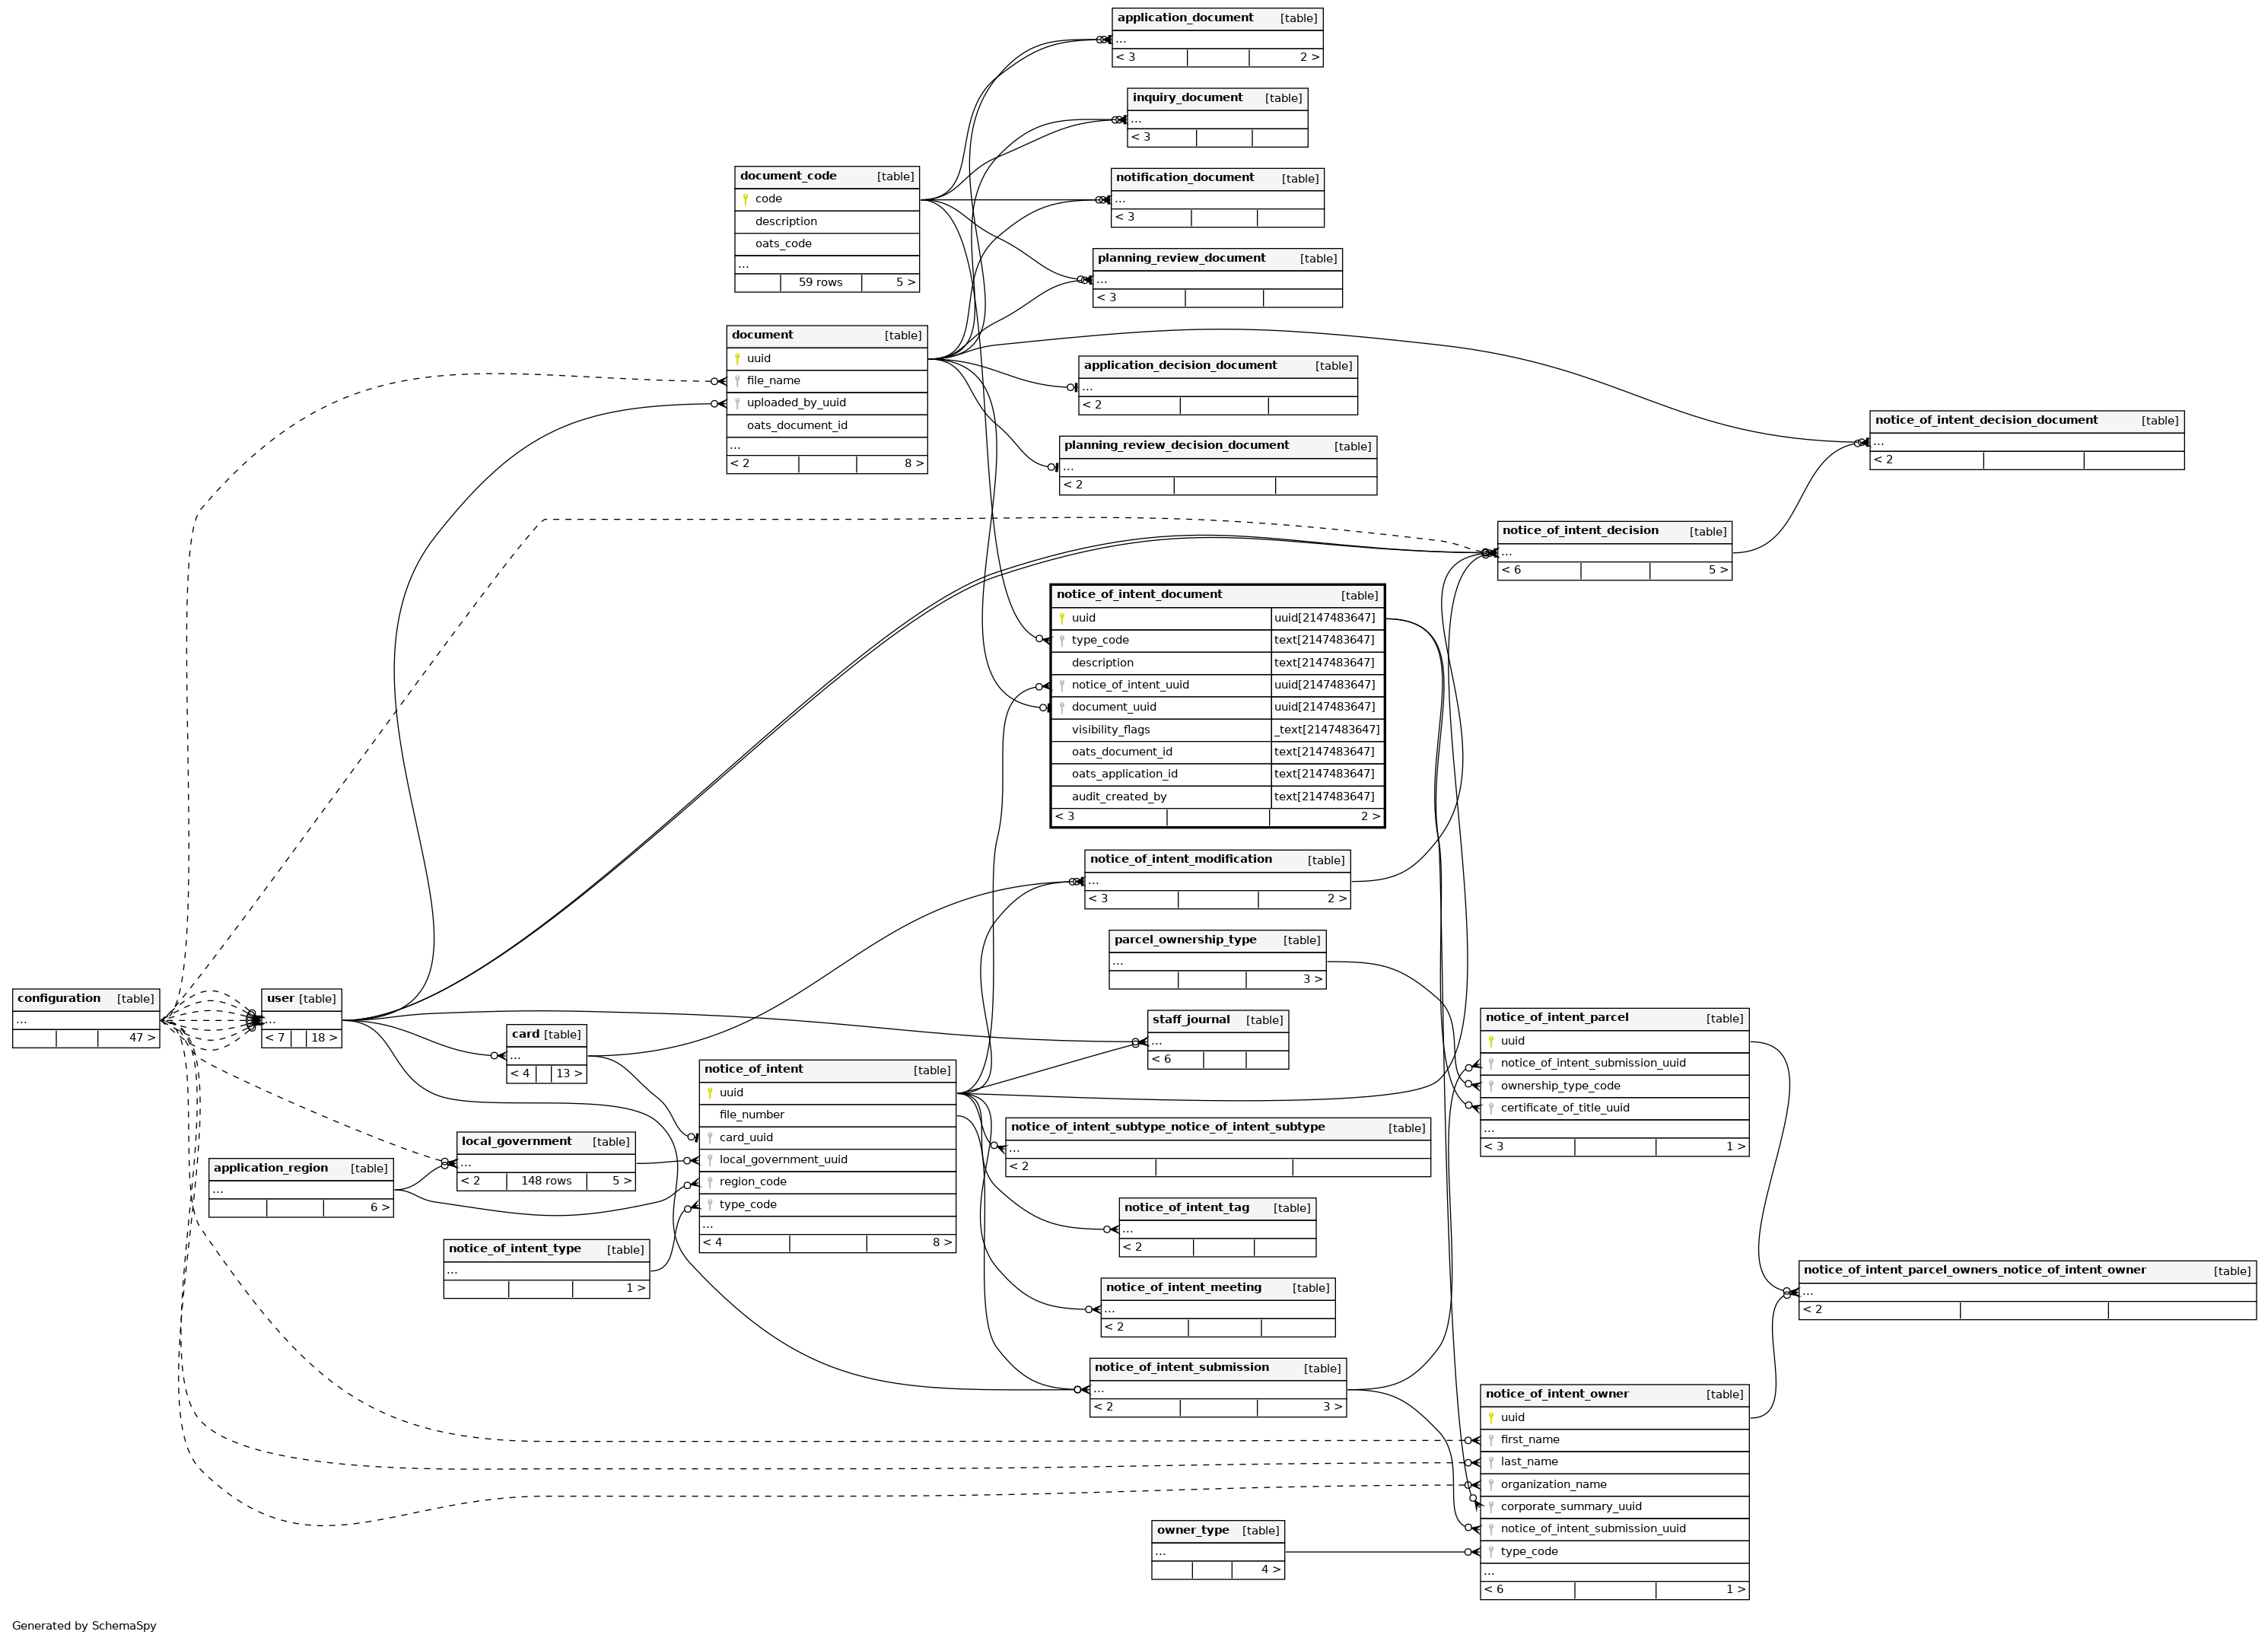 application_document [table]
...
< 3 2 >
inquiry_document [table]
...
< 3
document_code [table]
code
description
oats_code
...
59 rows 5 >
notification_document [table]
...
< 3
planning_review_document [table]
...
< 3
document [table]
uuid
file_name
uploaded_by_uuid
oats_document_id
...
< 2 8 >
application_decision_document [table]
...
< 2
planning_review_decision_document [table]
...
< 2
notice_of_intent_decision_document [table]
...
< 2
notice_of_intent_decision [table]
...
< 6 5 >
notice_of_intent_document [table]
uuid uuid[2147483647]
type_code text[2147483647]
description text[2147483647]
notice_of_intent_uuid uuid[2147483647]
document_uuid uuid[2147483647]
visibility_flags _text[2147483647]
oats_document_id text[2147483647]
oats_application_id text[2147483647]
audit_created_by text[2147483647]
< 3 2 >
notice_of_intent_modification [table]
...
< 3 2 >
parcel_ownership_type [table]
...
3 >
configuration [table]
...
47 >
user [table]
...
< 7 18 >
card [table]
...
< 4 13 >
staff_journal [table]
...
< 6
notice_of_intent_parcel [table]
uuid
notice_of_intent_submission_uuid
ownership_type_code
certificate_of_title_uuid
...
< 3 1 >
notice_of_intent [table]
uuid
file_number
card_uuid
local_government_uuid
region_code
type_code
...
< 4 8 >
notice_of_intent_subtype_notice_of_intent_subtype [table]
...
< 2
local_government [table]
...
< 2 148 rows 5 >
application_region [table]
...
6 >
notice_of_intent_tag [table]
...
< 2
notice_of_intent_type [table]
...
1 >
notice_of_intent_meeting [table]
...
< 2
notice_of_intent_parcel_owners_notice_of_intent_owner [table]
...
< 2
notice_of_intent_submission [table]
...
< 2 3 >
notice_of_intent_owner [table]
uuid
first_name
last_name
organization_name
corporate_summary_uuid
notice_of_intent_submission_uuid
type_code
...
< 6 1 >
owner_type [table]
...
4 >
Generated by SchemaSpy